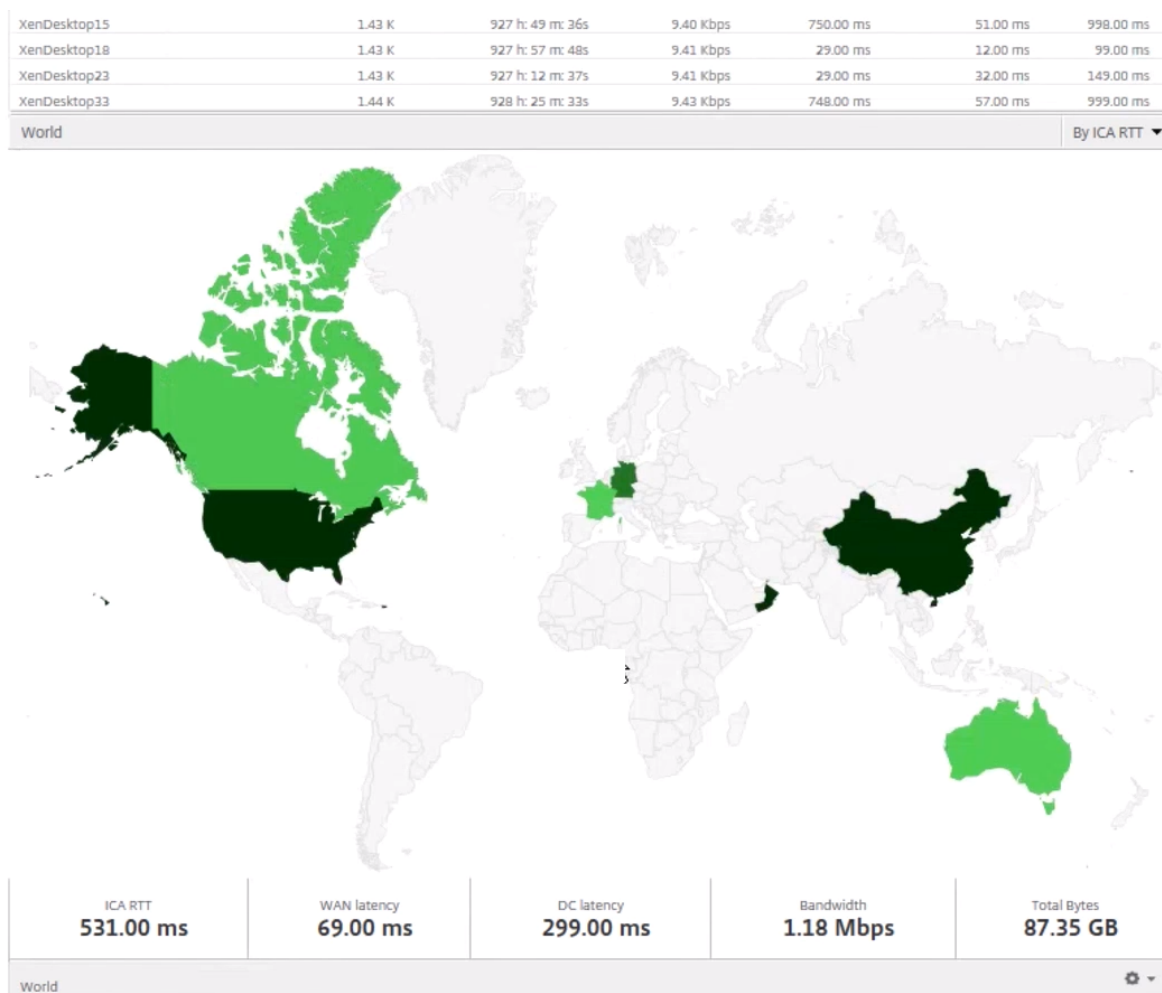 XenDesktop15 1.43 K 927 h: 49 m: 36s 9.40 Kbps 750.00 ms 51.00 ms 998.00 ms
XenDesktop18 1.43 K 927 h: 57 m: 48s 9.41 Kbps 29.00 ms 12.00 ms 99.00 ms
XenDesktop23 1.43 K 927 h: 12 m: 37s 9.41 Kbps 29.00 ms 32.00 ms 149.00 ms
XenDesktop33 1.44 K 928 h: 25 m: 33s 9.43 Kbps 748.00 ms 57.00 ms 999.00 ms
World By ICA RTT
ICA RTT WAN latency DC latency Bandwidth Total Bytes
531.00 ms 69.00 ms 299.00 ms 1.18 Mbps 87.35 GB
World